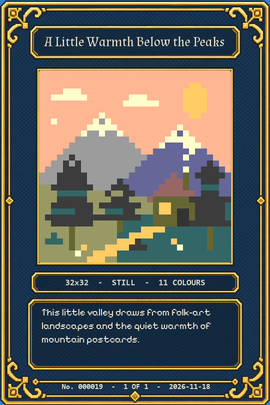 A Little Warmth Below the Peaks
32x32 - STILL - 11 COLOURS
This little valley draws from folk-art
landscapes and the quiet warmth of
mountain postcards.
No. 000019 - 1 OF 1 - 2026-11-18